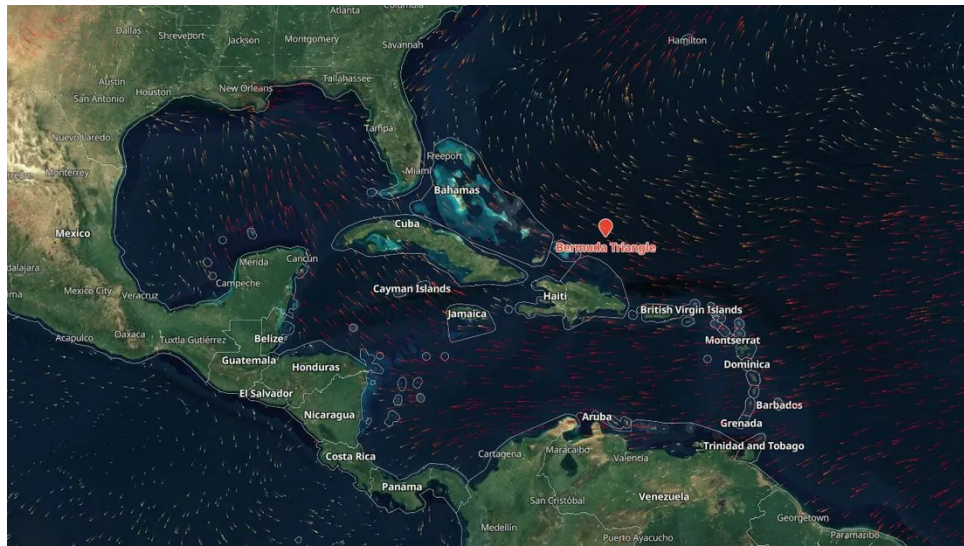 Atlanta
Columbia
Dallas
Shreveport
Jackson
Montgomery
Savannah
Hamilton
Austin
San Antonio
Houston
New Orleans
Tallahassee
Nuevo Laredo
Tampa
Monterrey
Freeport
Miami
Bahamas
Mexico
Cuba
Bermuda Triangle
Mérida
Cancún
Campeche
Mexico City
Veracruz
Cayman Islands
Haiti
Jamaica
British Virgin Islands
Acapulco
Oaxaca
Tuxtla Gutiérrez
Belize
Montserrat
Guatemala
Honduras
Dominica
El Salvador
Nicaragua
Aruba
Barbados
Grenada
Costa Rica
Cartagena
Maracaibo
Valencia
Trinidad and Tobago
Panama
San Cristóbal
Venezuela
Medellín
Georgetown
Puerto Ayacucho
Paramaribo